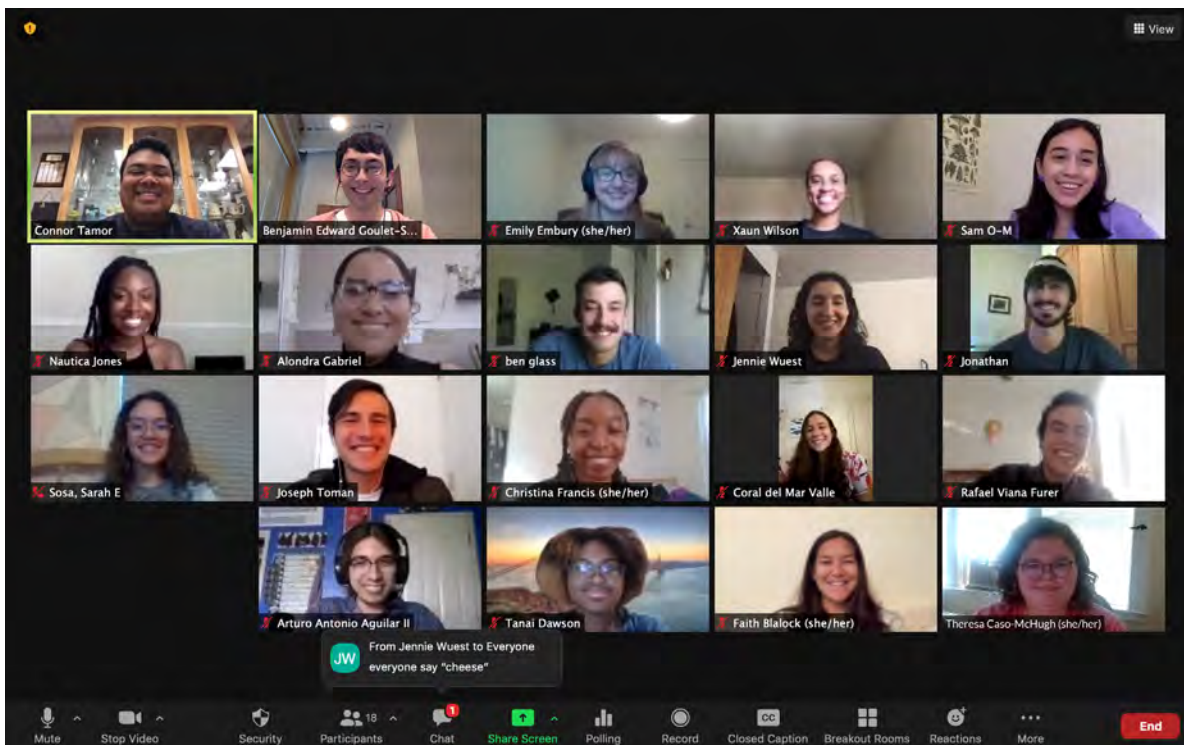 View
Connor Tamor
Benjamin Edward Goulet-S...
Emily Embury (she/her)
Xaun Wilson
Sam O-M
Nautica Jones
Alondra Gabriel
ben glass
Jennie Wuest
Jonathan
Sosa, Sarah E
Joseph Toman
Christina Francis (she/her)
Coral del Mar Valle
Rafael Viana Furer
Arturo Antonio Aguilar II
Tanai Dawson
Faith Blalock (she/her)
Theresa Caso-McHugh (she/her)
JW
From Jennie Wuest to Everyone
everyone say "cheese"
18
1
CC
Mute
Stop Video
Security
Participants
Chat
Share Screen
Polling
Record
Closed Caption
Breakout Rooms
Reactions
More
End